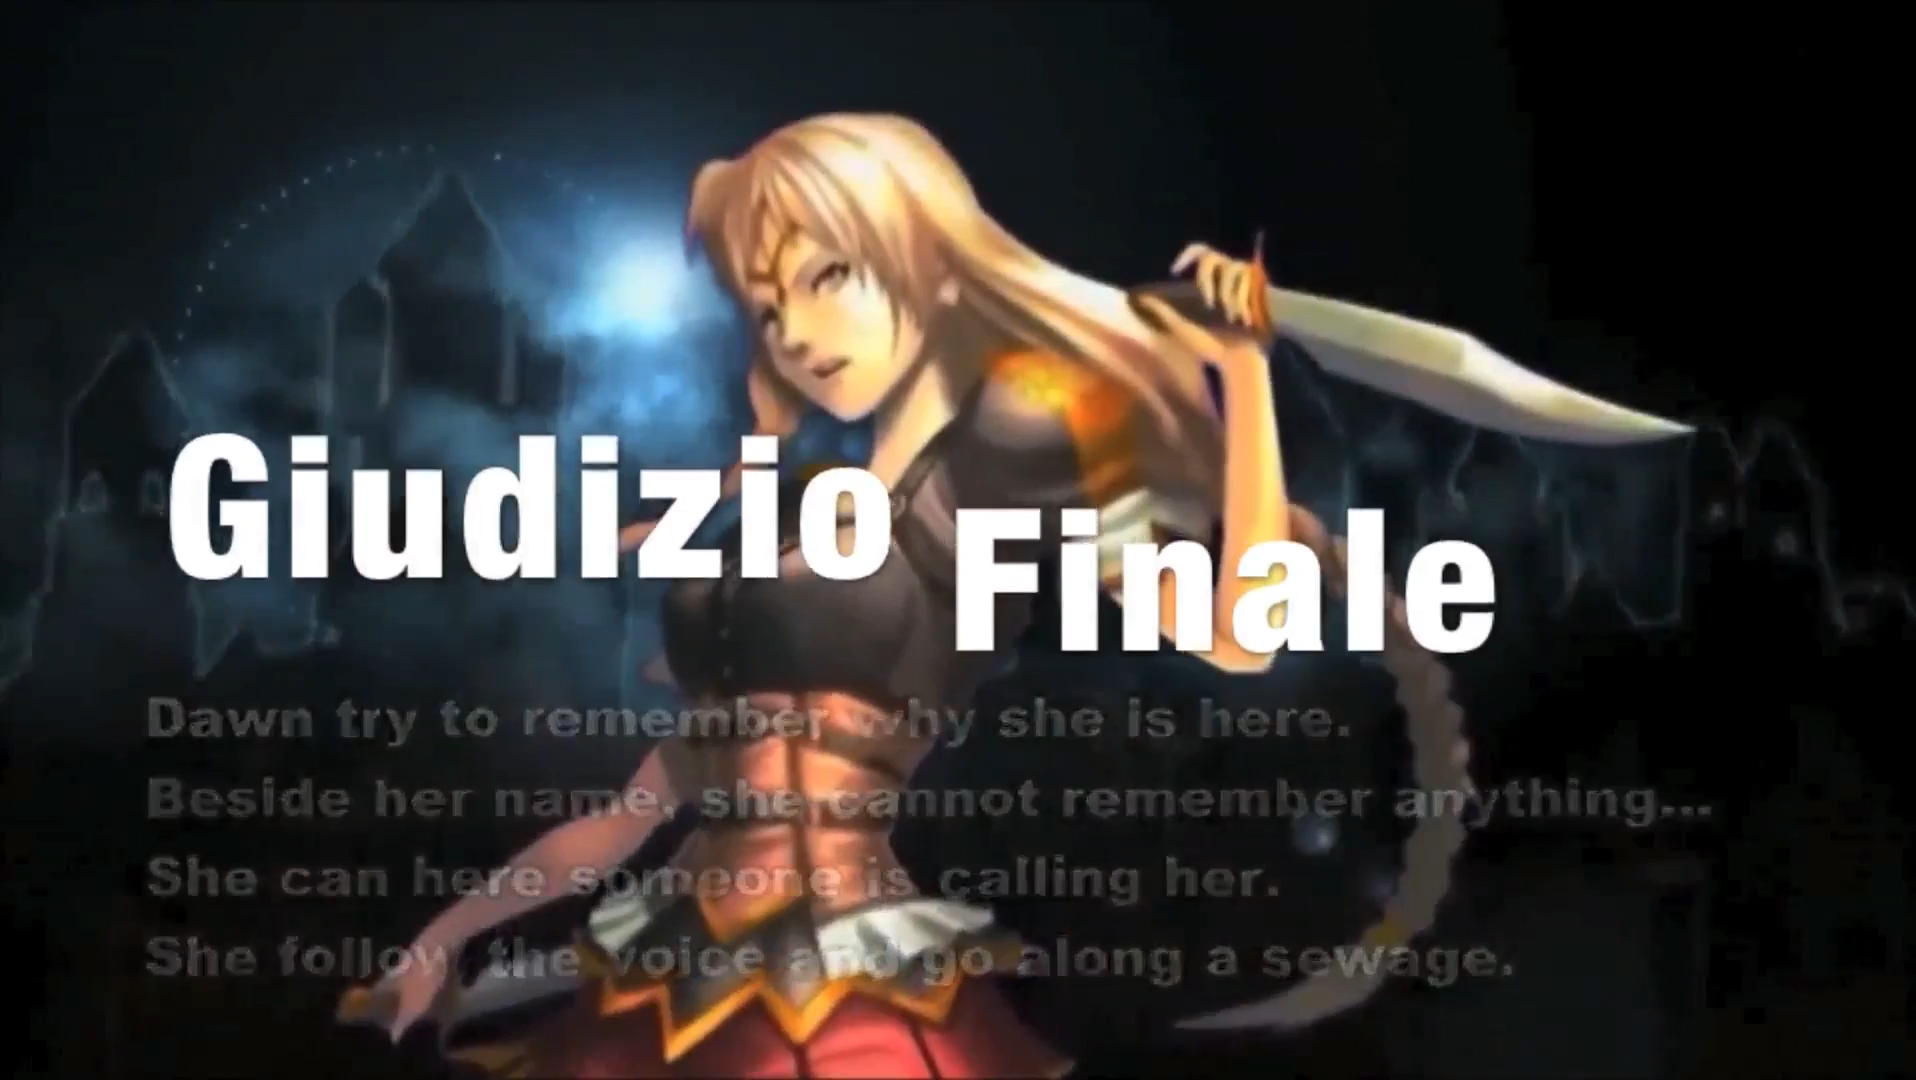 Giudizio Finale
Dawn try to remember why she is here.
Beside her name, she cannot remember anything...
She can here someone is calling her.
She follow the voice and go along a sewage.